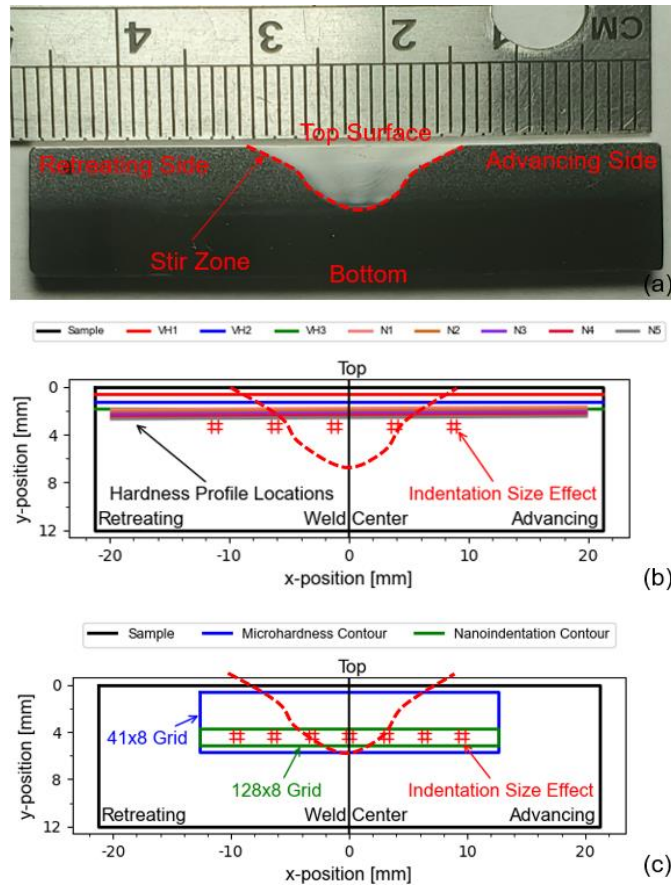 CM
4 3 2 1
Top Surface
Retreating Side Advancing Side
Stir Zone
Bottom
(a)
Sample VH1 VH2 VH3 N1 N2 N3 N4 N5
Top
0
4
8
12
y-position [mm]
Hardness Profile Locations Indentation Size Effect
Retreating Weld Center Advancing
-20 -10 0 10 20
x-position [mm]
(b)
Sample Microhardness Contour Nanoindentation Contour
Top
0
4
8
12
y-position [mm]
41x8 Grid
128x8 Grid Indentation Size Effect
Retreating Weld Center Advancing
-20 -10 0 10 20
x-position [mm]
(c)